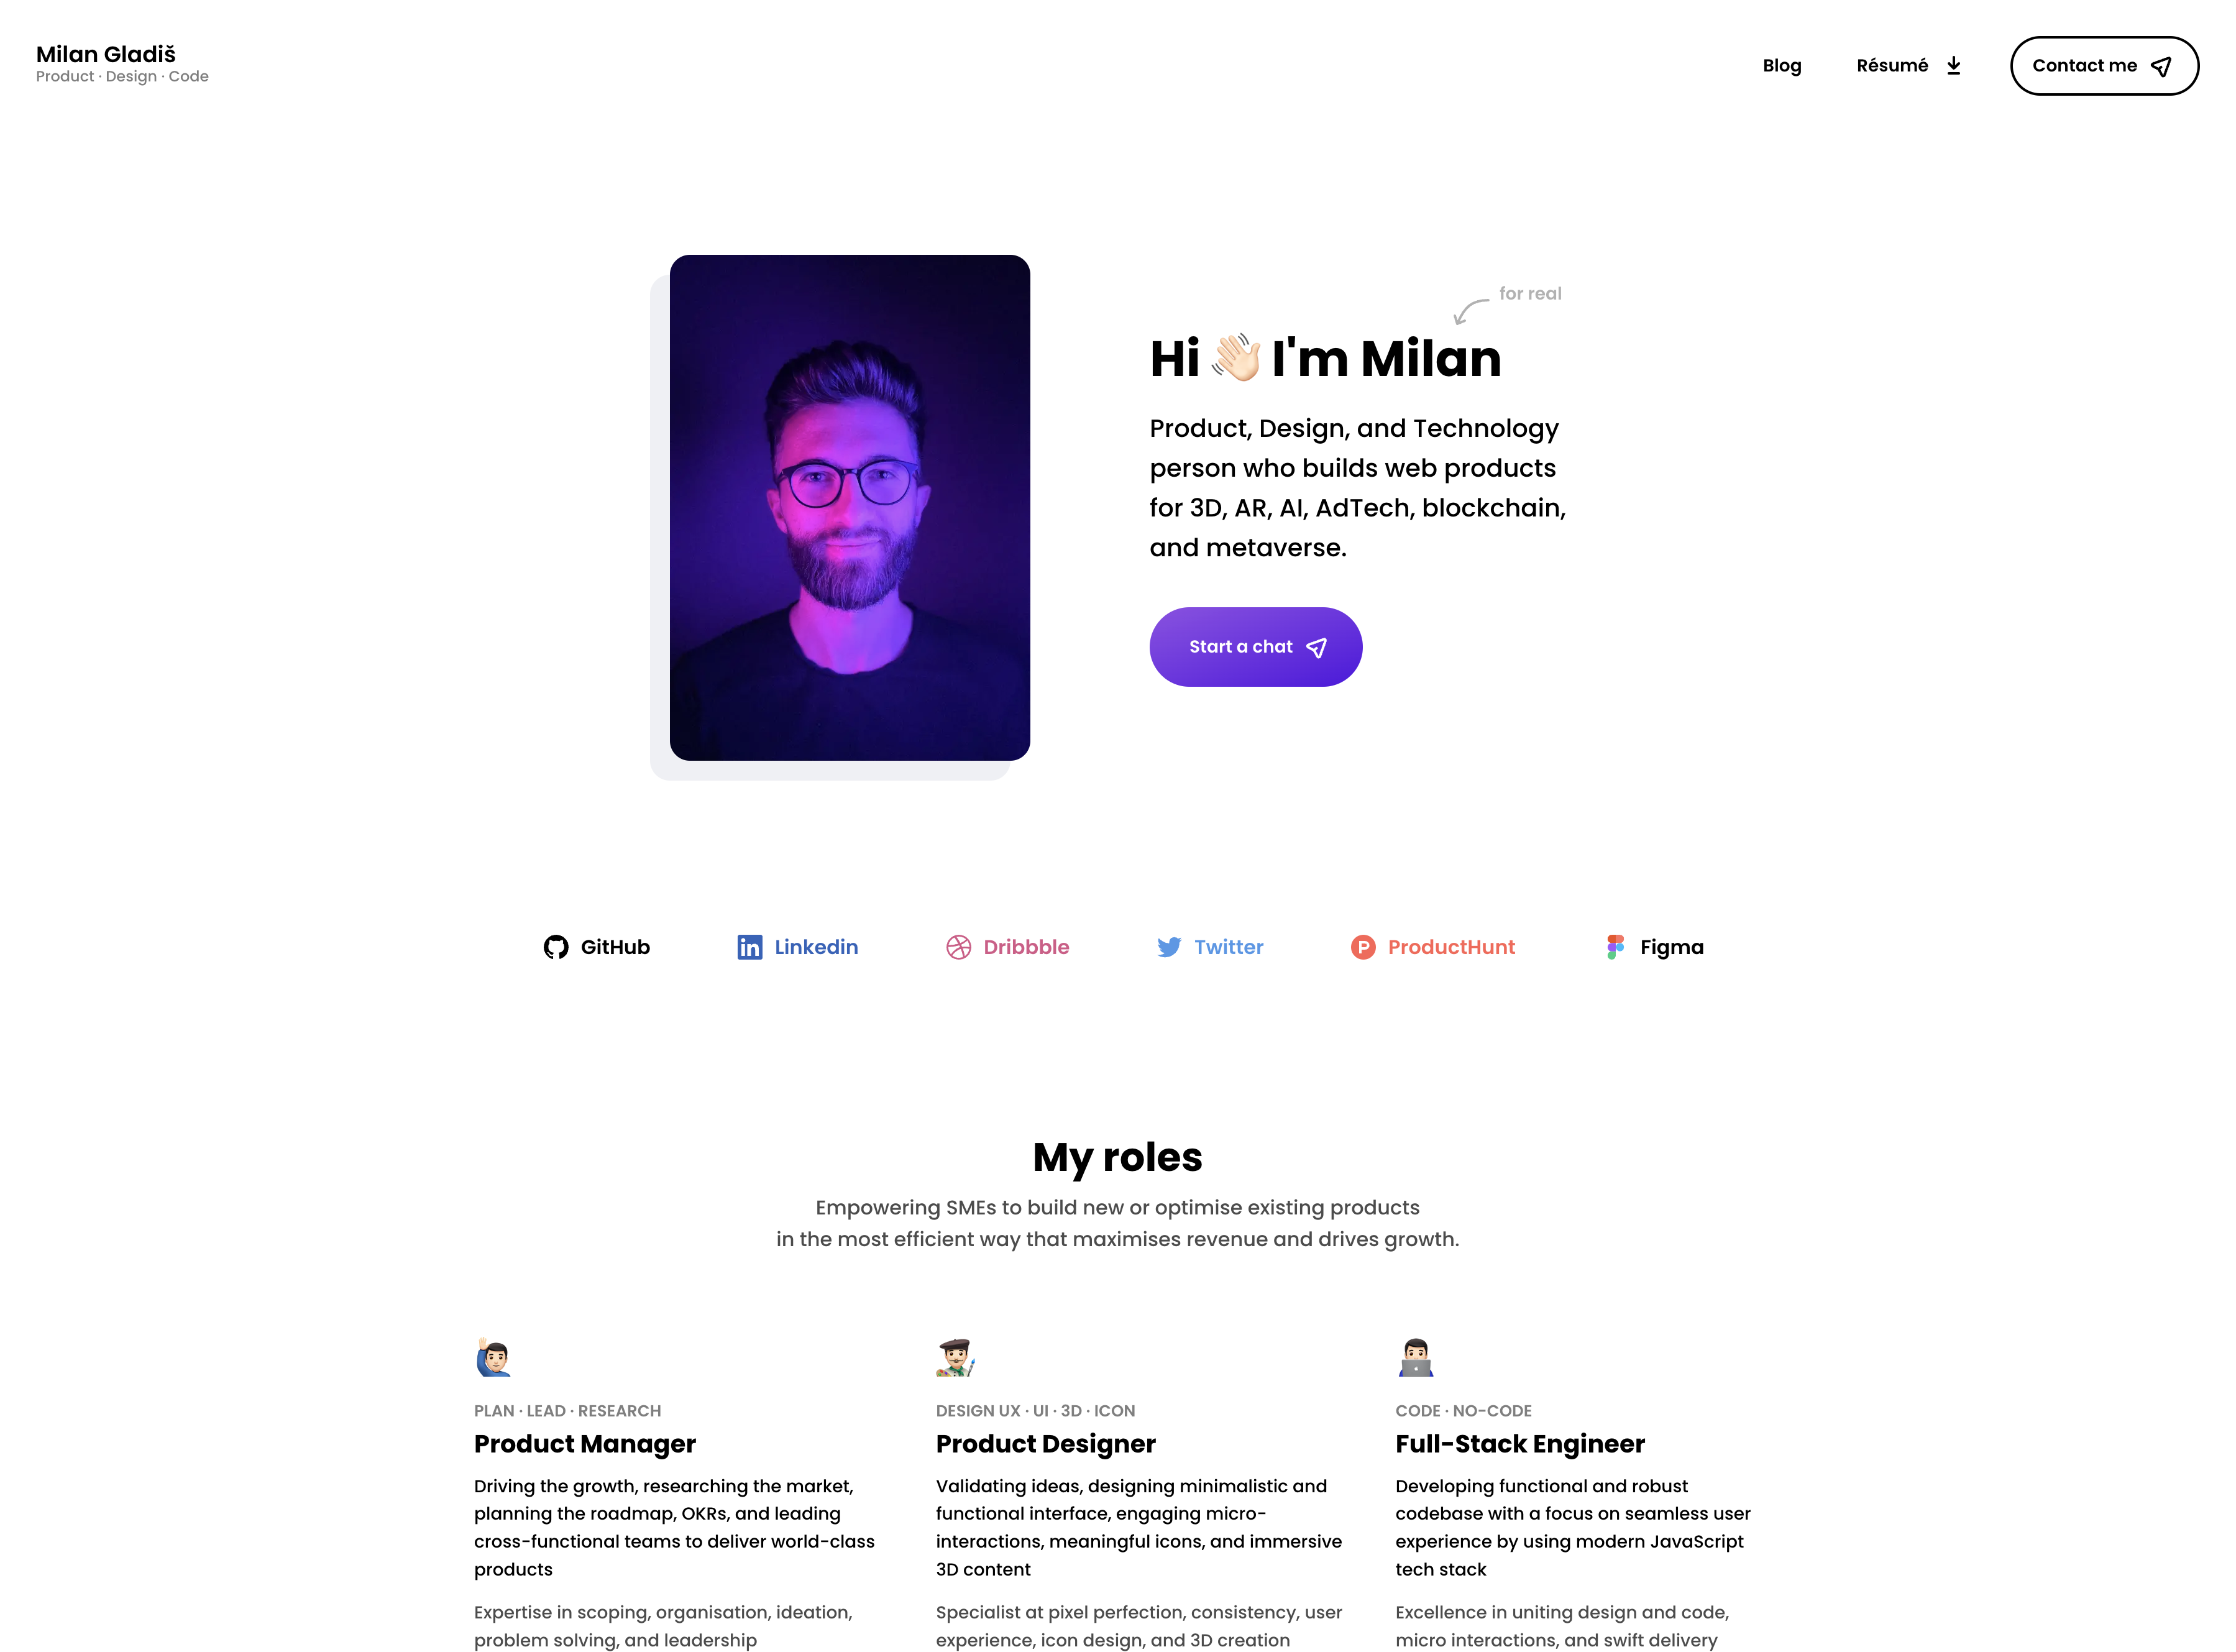 Milan Gladiš
Product · Design · Code
Blog
Résumé
Contact me
for real
Hi 👋🏻 I'm Milan
Product, Design, and Technology
person who builds web products
for 3D, AR, AI, AdTech, blockchain,
and metaverse.
Start a chat
GitHub
Linkedin
Dribbble
Twitter
ProductHunt
Figma
My roles
Empowering SMEs to build new or optimise existing products
in the most efficient way that maximises revenue and drives growth.
PLAN · LEAD · RESEARCH
Product Manager
Driving the growth, researching the market,
planning the roadmap, OKRs, and leading
cross-functional teams to deliver world-class
products
Expertise in scoping, organisation, ideation,
problem solving, and leadership
DESIGN UX · UI · 3D · ICON
Product Designer
Validating ideas, designing minimalistic and
functional interface, engaging micro-
interactions, meaningful icons, and immersive
3D content
Specialist at pixel perfection, consistency, user
experience, icon design, and 3D creation
CODE · NO-CODE
Full-Stack Engineer
Developing functional and robust
codebase with a focus on seamless user
experience by using modern JavaScript
tech stack
Excellence in uniting design and code,
micro interactions, and swift delivery